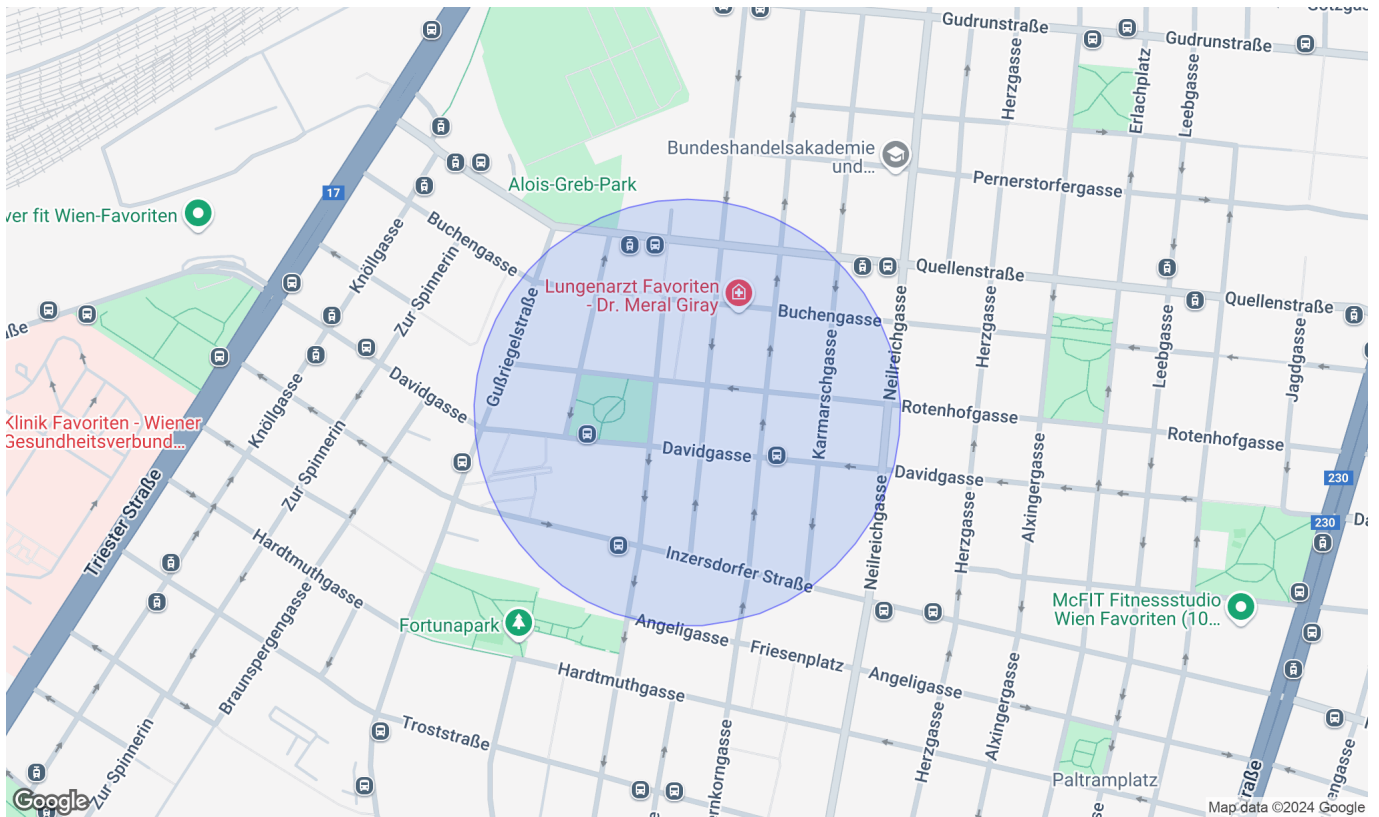 Gudrunstraße
Gudrunstraße
Herzgasse
Erlachplatz
Leebgasse
Bundeshandelsakademie
und...
Pernerstorfergasse
Alois-Greb-Park
17
ver fit Wien-Favoriten
Knöllgasse
Buchengasse
Zur Spinnerin
Quellenstraße
Quellenstraße
Lungenarzt Favoriten
- Dr. Meral Giray
Buchengasse
Gußriegelstraße
Karmarschgasse
Neilreichgasse
Herzgasse
Leebgasse
Jagdgasse
Davidgasse
Knöllgasse
Zur Spinnerin
Rotenhofgasse
Rotenhofgasse
Klinik Favoriten - Wiener
Gesundheitsverbund...
Davidgasse
Davidgasse
Alxingergasse
230
230
Triester Straße
Hardtmuthgasse
Neilreichgasse
Herzgasse
Inzersdorfer Straße
McFIT Fitnessstudio
Wien Favoriten (10...
Fortunapark
Angeligasse
Friesenplatz
Angeligasse
Braunspergengasse
Hardtmuthgasse
Alxingergasse
Herzgasse
Troststraße
Zur Spinnerin
Paltramplatz
Google
Map data ©2024 Google